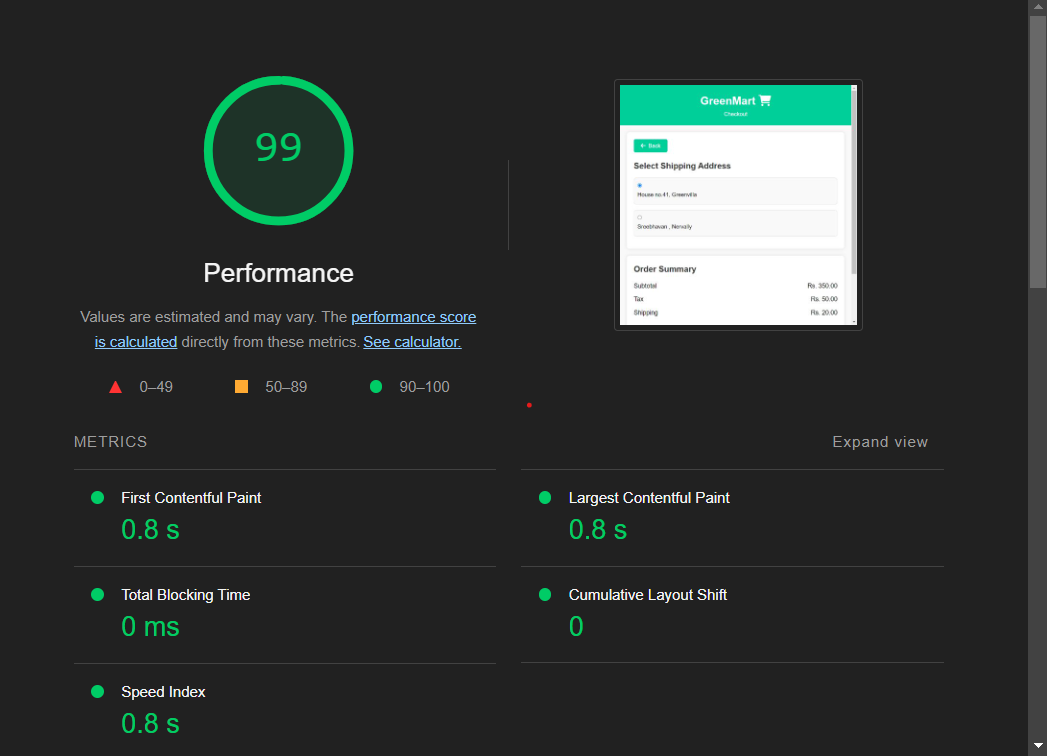 99
Performance
Values are estimated and may vary. The performance score
is calculated directly from these metrics. See calculator.
0–49
50–89
90–100
GreenMart
Checkout
Back
Select Shipping Address
House no.41, Greenvilla
Sreebhavan , Nervally
Order Summary
Subtotal Rs. 350.00
Tax Rs. 50.00
Shipping Rs. 20.00
METRICS
Expand view
First Contentful Paint
0.8 s
Largest Contentful Paint
0.8 s
Total Blocking Time
0 ms
Cumulative Layout Shift
0
Speed Index
0.8 s